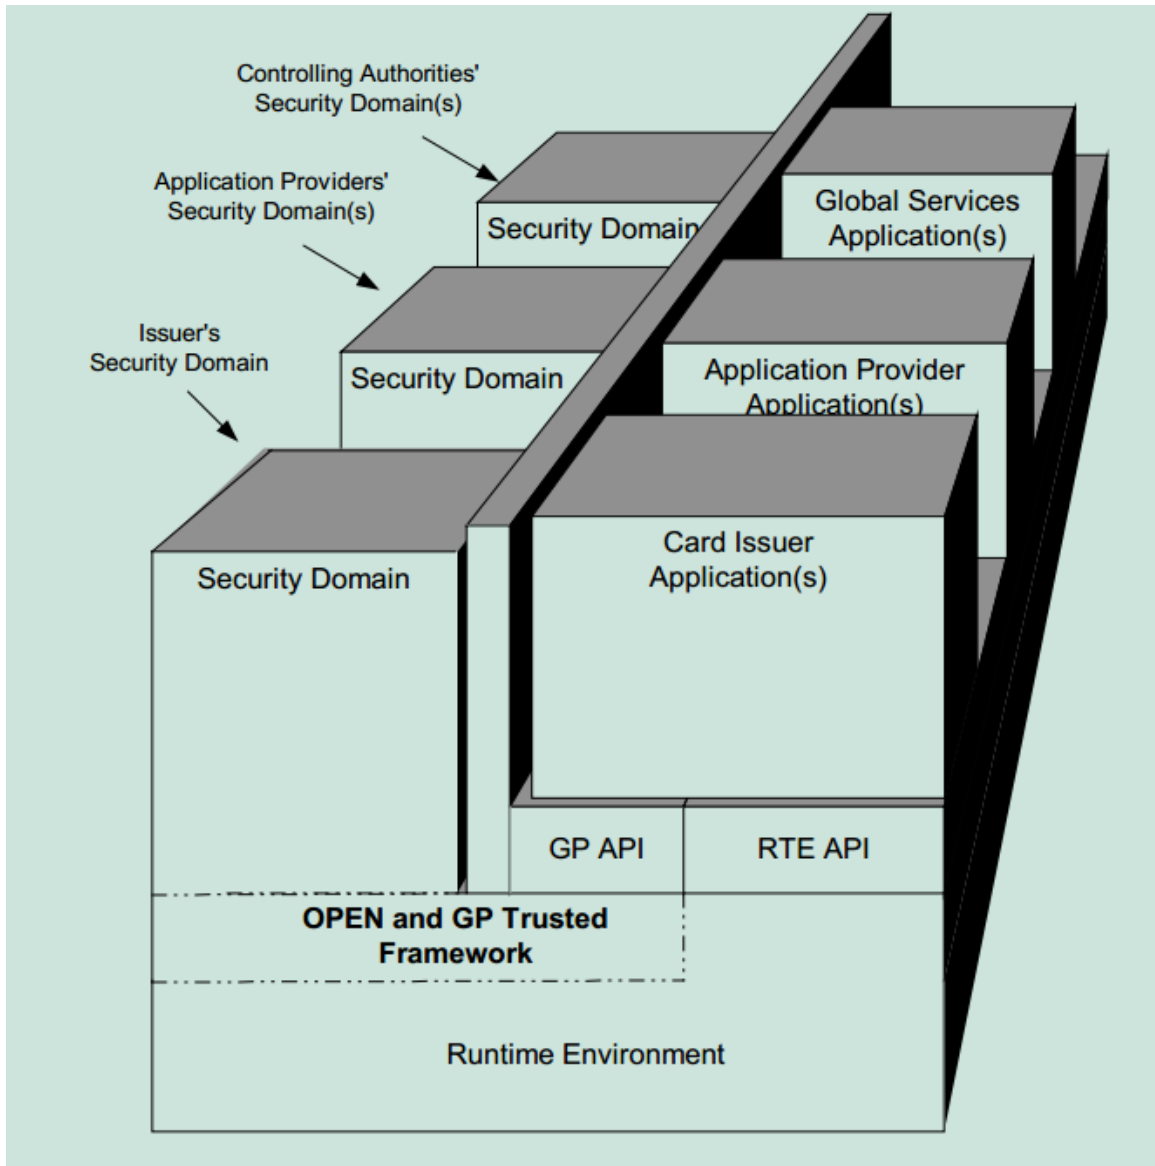 Controlling Authorities'
Security Domain(s)
Application Providers'
Security Domain(s)
Issuer's
Security Domain
Security Domain
Security Domain
Security Domain
Global Services
Application(s)
Application Provider
Application(s)
Card Issuer
Application(s)
GP API
RTE API
OPEN and GP Trusted
Framework
Runtime Environment